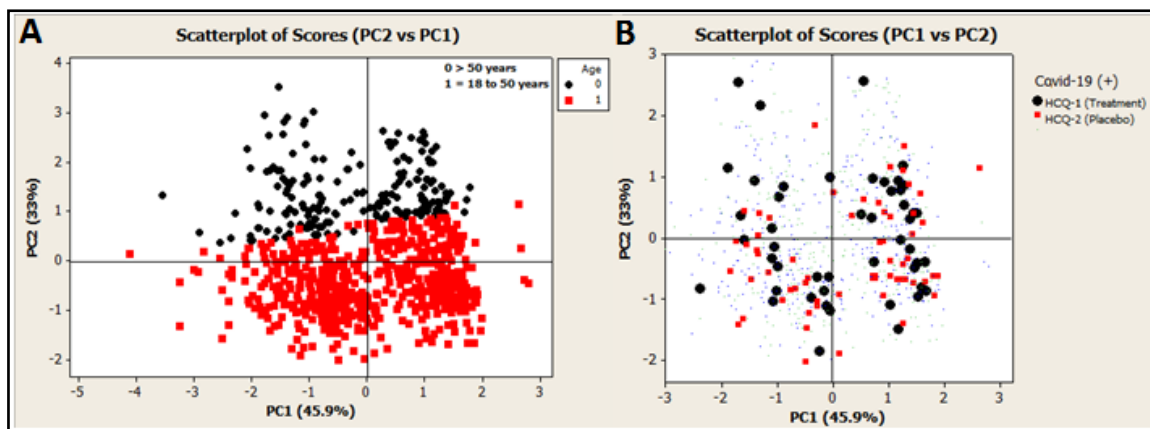 A
Scatterplot of Scores (PC2 vs PC1)
0 > 50 years
1 = 18 to 50 years
Age
0
1
4
3
2
1
0
-1
-2
PC2 (33%)
-5 -4 -3 -2 -1 0 1 2 3
PC1 (45.9%)
B
Scatterplot of Scores (PC1 vs PC2)
Covid-19 (+)
HCQ-1 (Treatment)
HCQ-2 (Placebo)
3
2
1
0
-1
-2
PC2 (33%)
-3 -2 -1 0 1 2 3
PC1 (45.9%)